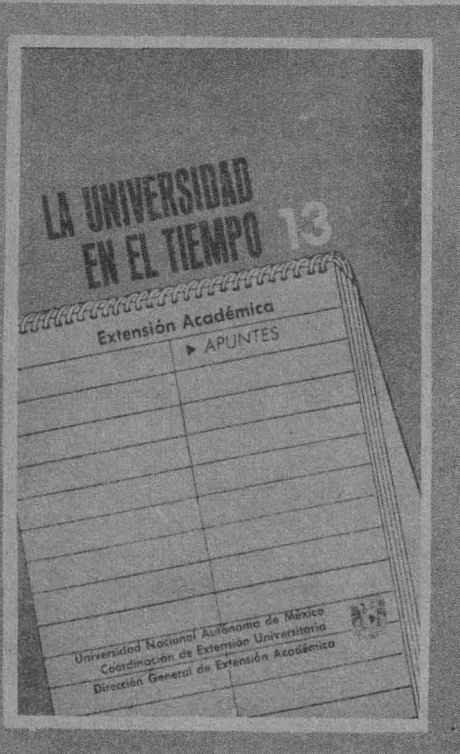 LA UNIVERSIDAD
EN EL TIEMPO 13
Extensión Académica
▶ APUNTES
Universidad Nacional Autónoma de México
Coordinación de Extensión Universitaria
Dirección General de Extensión Académica